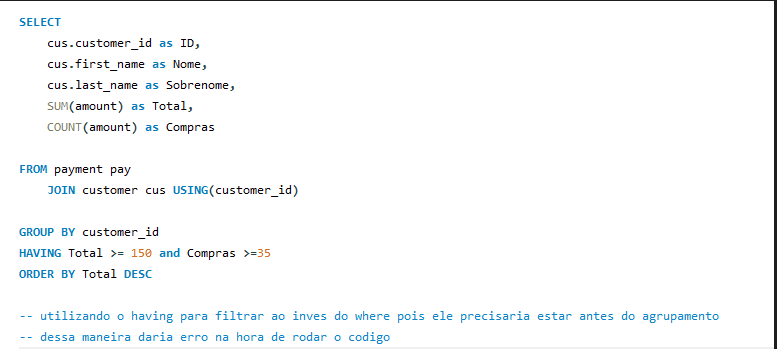 SELECT
cus.customer_id as ID,
cus.first_name as Nome,
cus.last_name as Sobrenome,
SUM(amount) as Total,
COUNT(amount) as Compras
FROM payment pay
JOIN customer cus USING(customer_id)
GROUP BY customer_id
HAVING Total >= 150 and Compras >=35
ORDER BY Total DESC
-- utilizando o having para filtrar ao inves do where pois ele precisaria estar antes do agrupamento
-- dessa maneira daria erro na hora de rodar o codigo